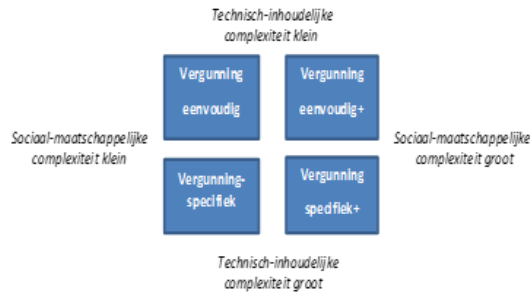 Technisch-inhoudelijke
complexiteit klein
Vergunning
eenvoudig
Vergunning
eenvoudig+
Sociaal-maatschappelijke
complexiteit klein
Sociaal-maatschappelijke
complexiteit groot
Vergunning-
specifiek
Vergunning
specifiek+
Technisch-inhoudelijke
complexiteit groot